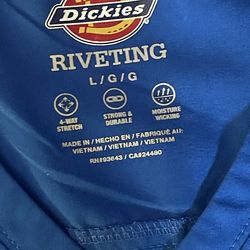 Dickies
RIVETING
L / G / G
4-WAY
STRETCH
STRONG &
DURABLE
MOISTURE
WICKING
MADE IN / HECHO EN / FABRIQUÉ AU:
VIETNAM / VIETNAM / VIETNAM
RN#93643 / CA#24480